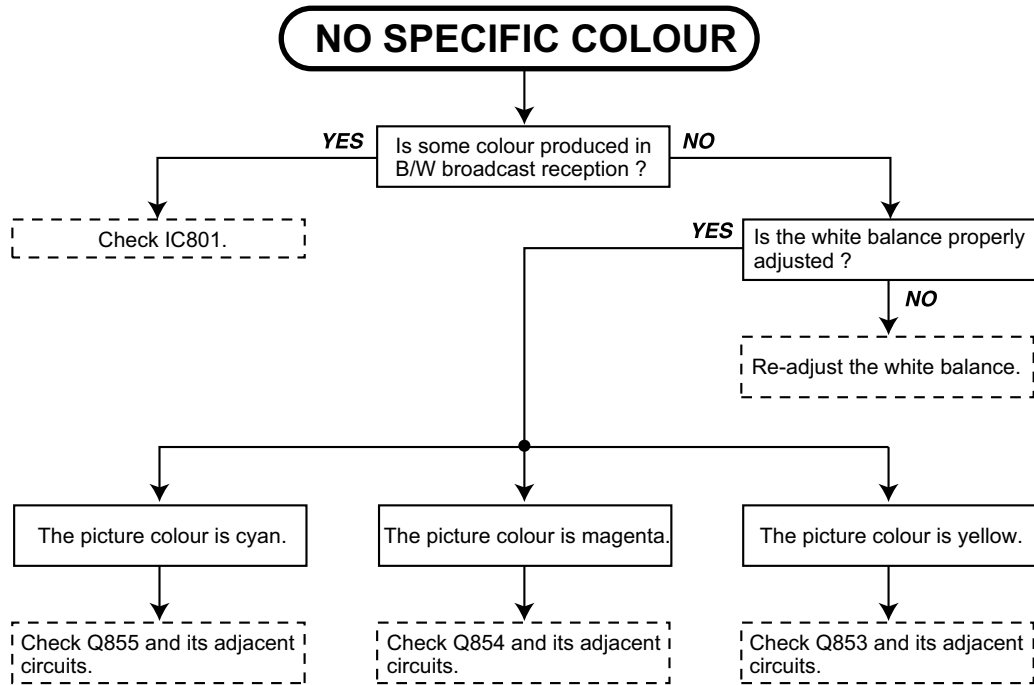 NO SPECIFIC COLOUR
YES
Is some colour produced in
B/W broadcast reception ?
NO
Check IC801.
YES
Is the white balance properly
adjusted ?
NO
Re-adjust the white balance.
The picture colour is cyan.
The picture colour is magenta.
The picture colour is yellow.
Check Q855 and its adjacent
circuits.
Check Q854 and its adjacent
circuits.
Check Q853 and its adjacent
circuits.